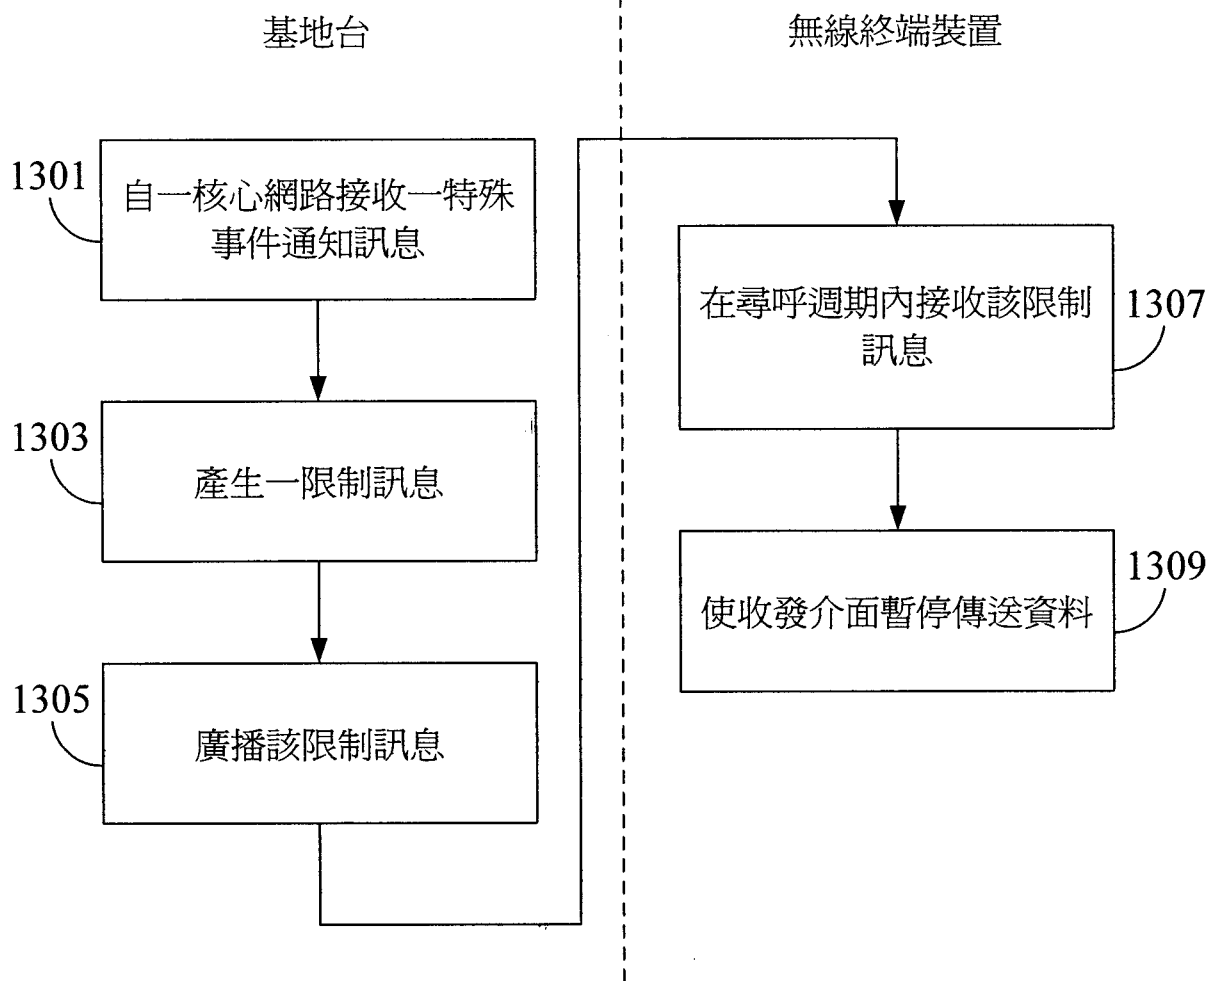 基地台
無線終端裝置
1301
自一核心網路接收一特殊
事件通知訊息
1303
產生一限制訊息
1305
廣播該限制訊息
1307
在尋呼週期內接收該限制
訊息
1309
使收發介面暫停傳送資料